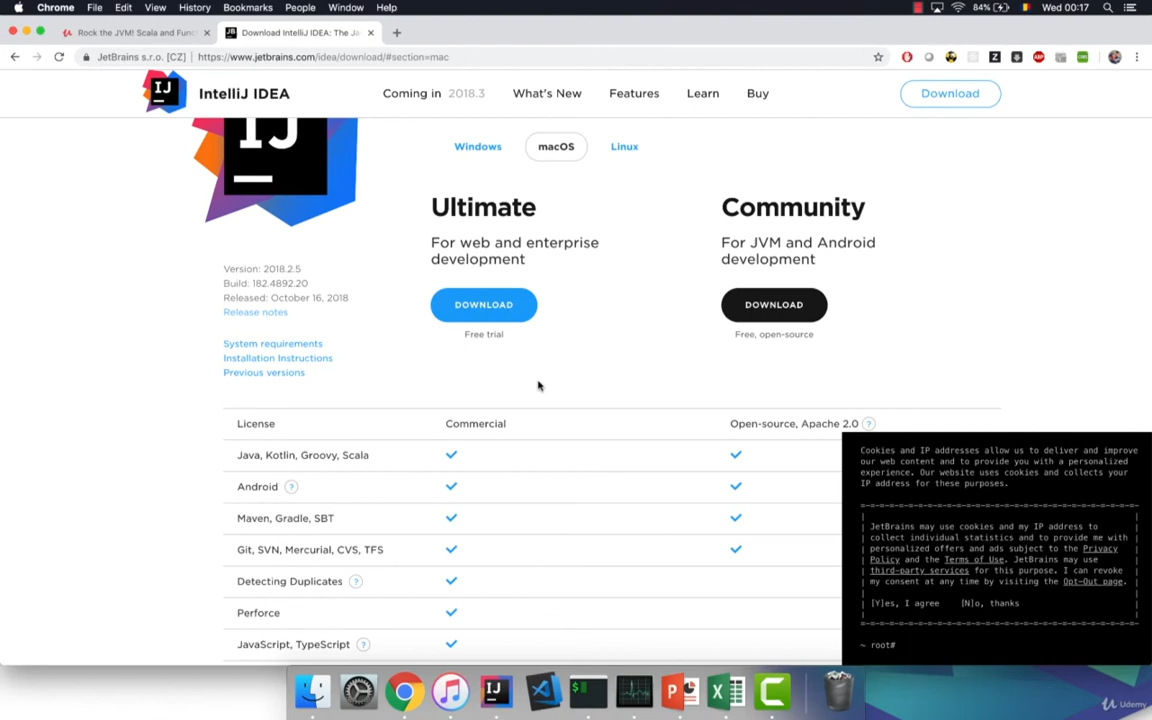 Chrome File Edit View History Bookmarks People Window Help 84% Wed 00:17
Rock the JVM! Scala and Func
Download IntelliJ IDEA: The Ja
JetBrains s.r.o. [CZ] https://www.jetbrains.com/idea/download/#section=mac
IJ IntelliJ IDEA Coming in 2018.3 What's New Features Learn Buy Download
IJ
Windows macOS Linux
Ultimate
For web and enterprise
development
DOWNLOAD
Free trial
Community
For JVM and Android
development
DOWNLOAD
Free, open-source
Version: 2018.2.5
Build: 182.4892.20
Released: October 16, 2018
Release notes
System requirements
Installation Instructions
Previous versions
License Commercial Open-source, Apache 2.0 ?
Java, Kotlin, Groovy, Scala
Android ?
Maven, Gradle, SBT
Git, SVN, Mercurial, CVS, TFS
Detecting Duplicates ?
Perforce
JavaScript, TypeScript ?
Cookies and IP addresses allow us to deliver and improve
our web content and to provide you with a personalized
experience. Our website uses cookies and collects your
IP address for these purposes.
JetBrains may use cookies and my IP address to
collect individual statistics and to provide me with
personalized offers and ads subject to the Privacy
Policy and the Terms of Use. JetBrains may use
third-party services for this purpose. I can revoke
my consent at any time by visiting the Opt-Out page.
[Y]es, I agree [N]o, thanks
~ root#
Udemy